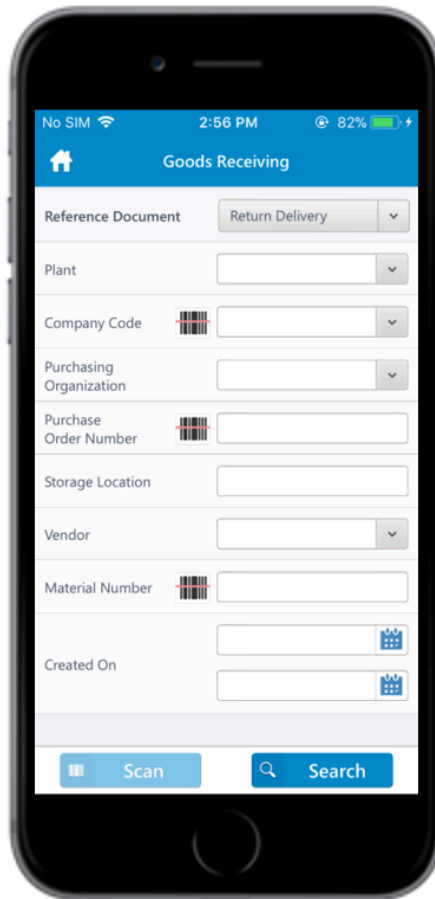 No SIM 2:56 PM 82%
Goods Receiving
Reference Document Return Delivery
Plant
Company Code
Purchasing
Organization
Purchase
Order Number
Storage Location
Vendor
Material Number
Created On
Scan Search